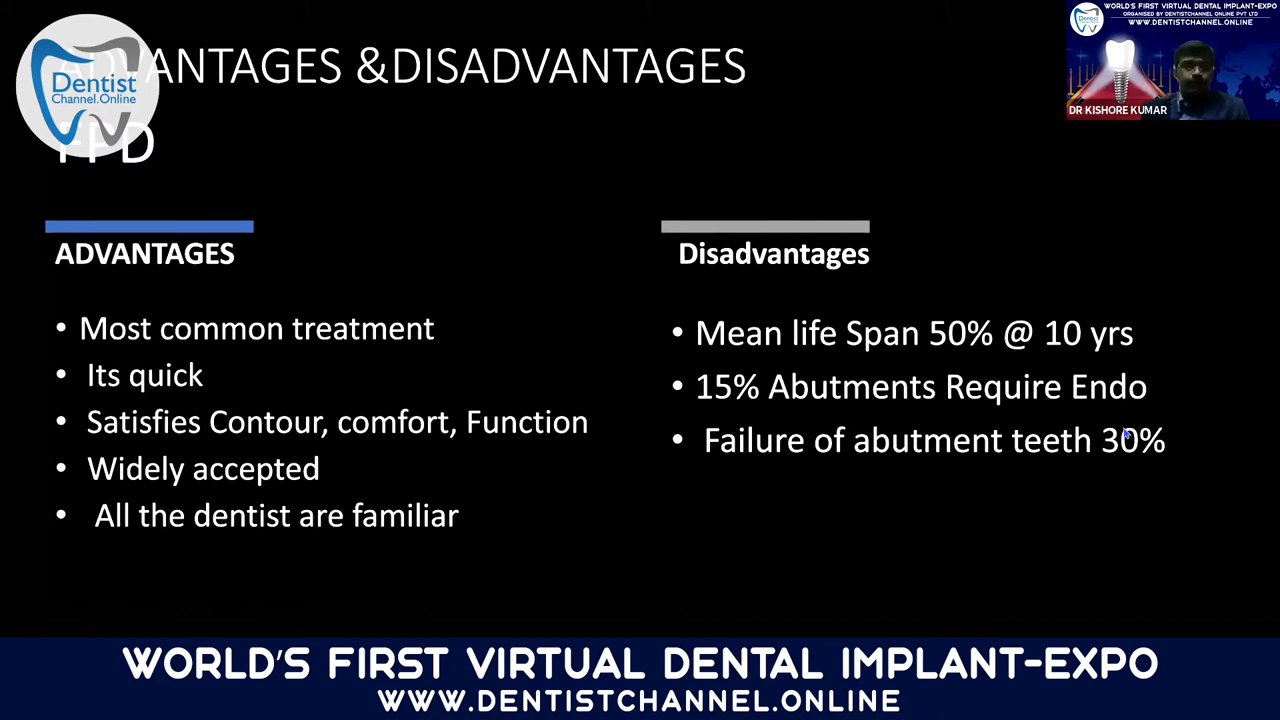 ADVANTAGES &DISADVANTAGES
FPD
Dentist
Channel.Online
WORLD'S FIRST VIRTUAL DENTAL IMPLANT-EXPO
ORGANISED BY DENTISTCHANNEL ONLINE PVT LTD
WWW.DENTISTCHANNEL.ONLINE
DR KISHORE KUMAR
ADVANTAGES
• Most common treatment
• Its quick
• Satisfies Contour, comfort, Function
• Widely accepted
• All the dentist are familiar
Disadvantages
• Mean life Span 50% @ 10 yrs
• 15% Abutments Require Endo
• Failure of abutment teeth 30%
WORLD'S FIRST VIRTUAL DENTAL IMPLANT-EXPO
WWW.DENTISTCHANNEL.ONLINE